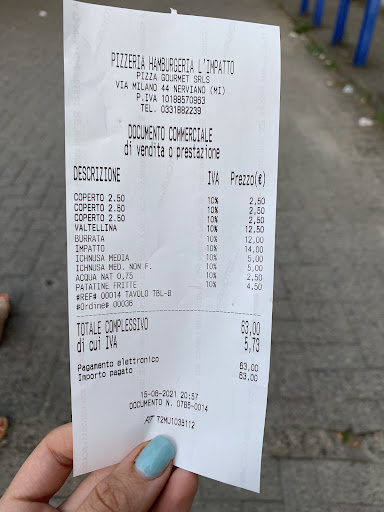 PIZZERIA HAMBURGERIA L'IMPATTO
PIZZA GOURMET SRLS
VIA MILANO 44 NERVIANO (MI)
P.IVA 10188570963
TEL. 0331882239
DOCUMENTO COMMERCIALE
di vendita o prestazione
DESCRIZIONE IVA Prezzo(€)
COPERTO 2.50 10% 2,50
COPERTO 2.50 10% 2,50
COPERTO 2.50 10% 2,50
VALTELLINA 10% 12,50
BURRATA 10% 12,00
IMPATTO 10% 14,00
ICHNUSA MEDIA 10% 5,00
ICHNUSA MED. NON F. 10% 5,00
ACQUA NAT 0,75 10% 2,50
PATATINE FRITTE 10% 4,50
#REF# 00014 TAVOLO TBL-B
#Ordine# 00036
TOTALE COMPLESSIVO 63,00
di cui IVA 5,73
Pagamento elettronico 63,00
Importo pagato 63,00
15-06-2021 20:57
DOCUMENTO N. 0785-0014
RT 72MU1035112